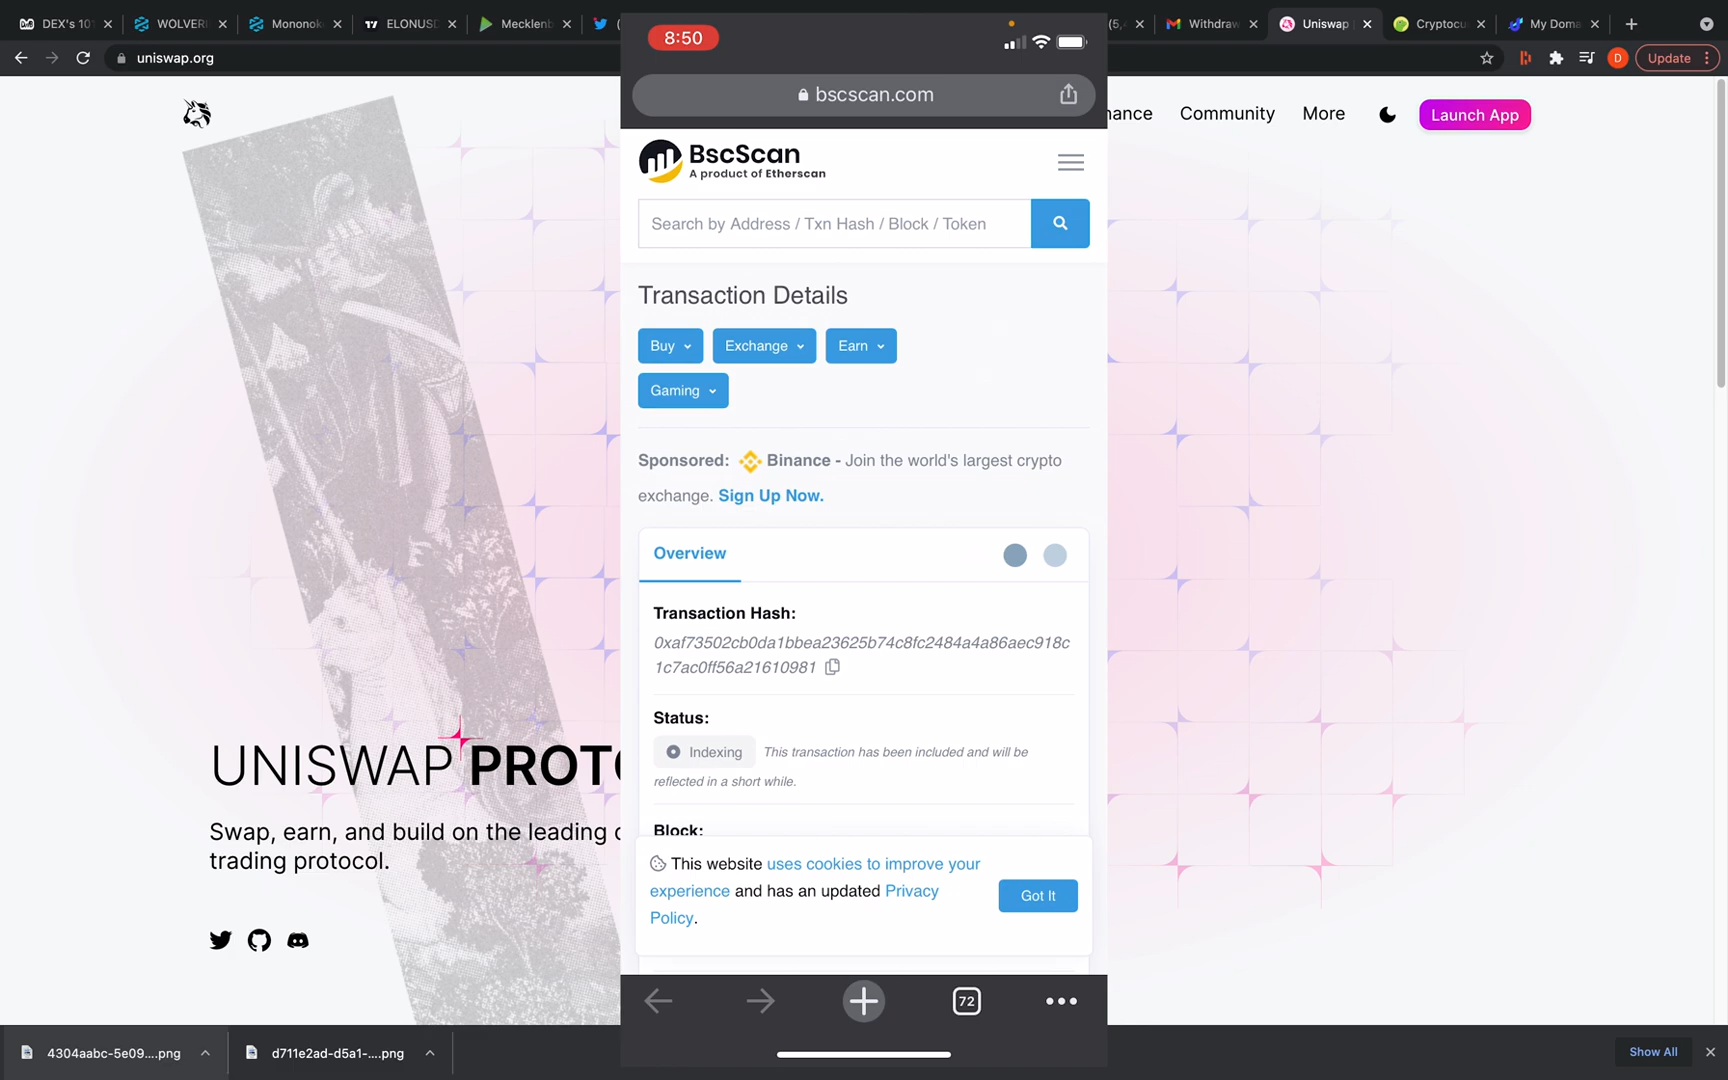 DEX's 101
WOLVERI
Mononok
ELONUSD
Mecklenb
(
(5,4
Withdraw
Uniswap
Cryptocu
My Doma
uniswap.org
D
Update
8:50
bscscan.com
nance
Community
More
Launch App
BscScan
A product of Etherscan
Search by Address / Txn Hash / Block / Token
Transaction Details
Buy
Exchange
Earn
Gaming
Sponsored: Binance - Join the world's largest crypto
exchange. Sign Up Now.
Overview
Transaction Hash:
0xaf73502cb0da1bbea23625b74c8fc2484a4a86aec918c
1c7ac0ff56a21610981
Status:
Indexing This transaction has been included and will be
reflected in a short while.
Block:
UNISWAP PROTO
Swap, earn, and build on the leading d
trading protocol.
This website uses cookies to improve your
experience and has an updated Privacy
Policy.
Got It
72
4304aabc-5e09....png
d711e2ad-d5a1-....png
Show All